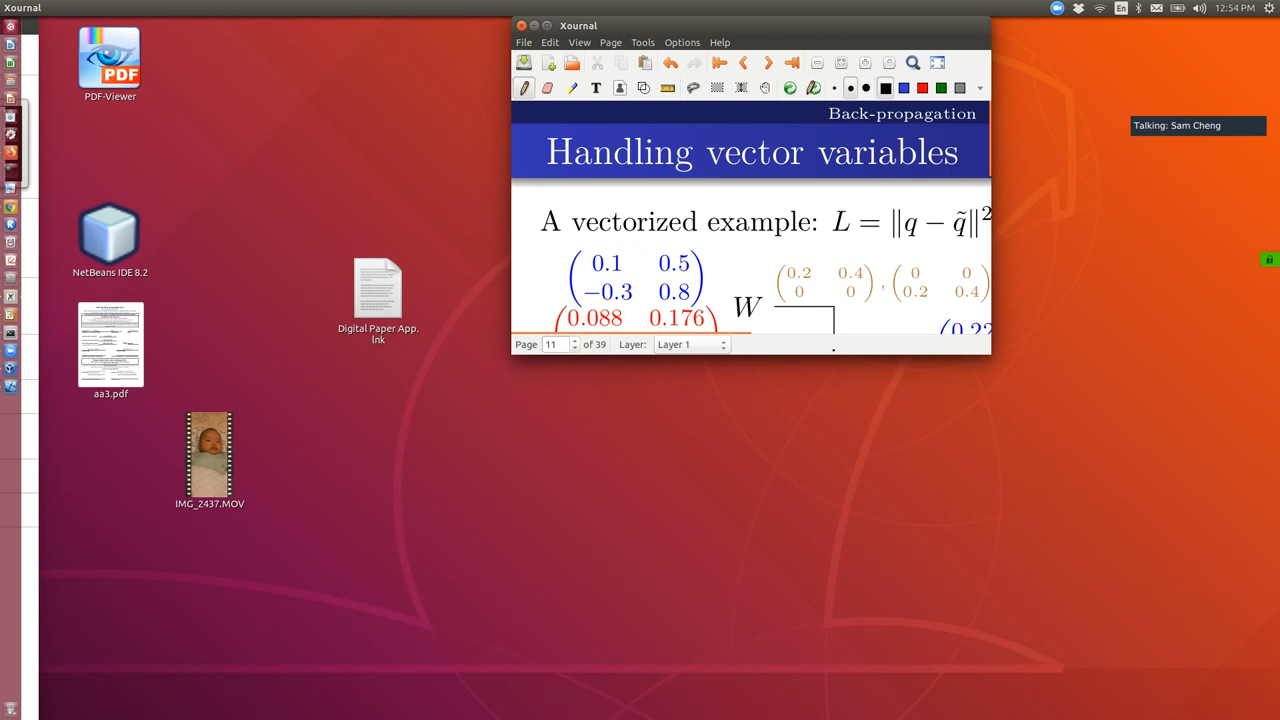 Xournal
En
12:54 PM
PDF
PDF-Viewer
NetBeans IDE 8.2
aa3.pdf
IMG_2437.MOV
Digital Paper App.
lnk
Xournal
File Edit View Page Tools Options Help
Back-propagation
Handling vector variables
A vectorized example: L = ‖q − q̃‖²
0.1 0.5
−0.3 0.8
0.088 0.176
W
0.2 0.4
0 0
,
0 0
0.2 0.4
Page 11 of 39 Layer: Layer 1
Talking: Sam Cheng